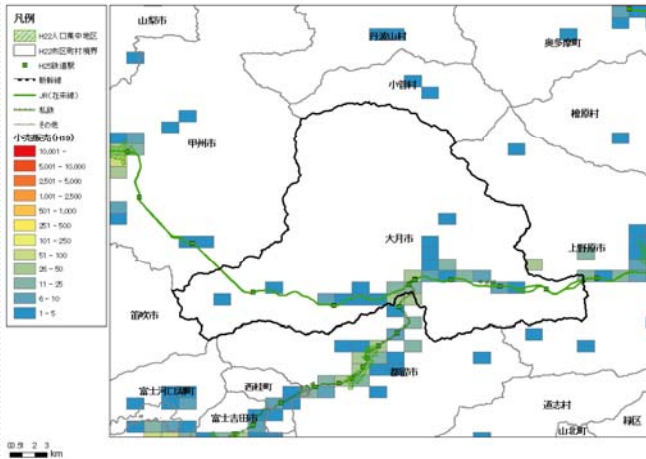 凡例
H22人口集中地区
H22市区町村境界
H25鉄道駅
新幹線
JR(在来線)
私鉄
その他
小売販売(H19)
10,001 -
5,001 - 10,000
2,501 - 5,000
1,001 - 2,500
501 - 1,000
251 - 500
101 - 250
51 - 100
26 - 50
11 - 25
6 - 10
1 - 5
山梨市
丹波山村
奥多摩町
小菅村
檜原村
甲州市
大月市
上野原市
笛吹市
都留市
西桂町
富士河口湖町
富士吉田市
道志村
山北町
緑区
2 3
km